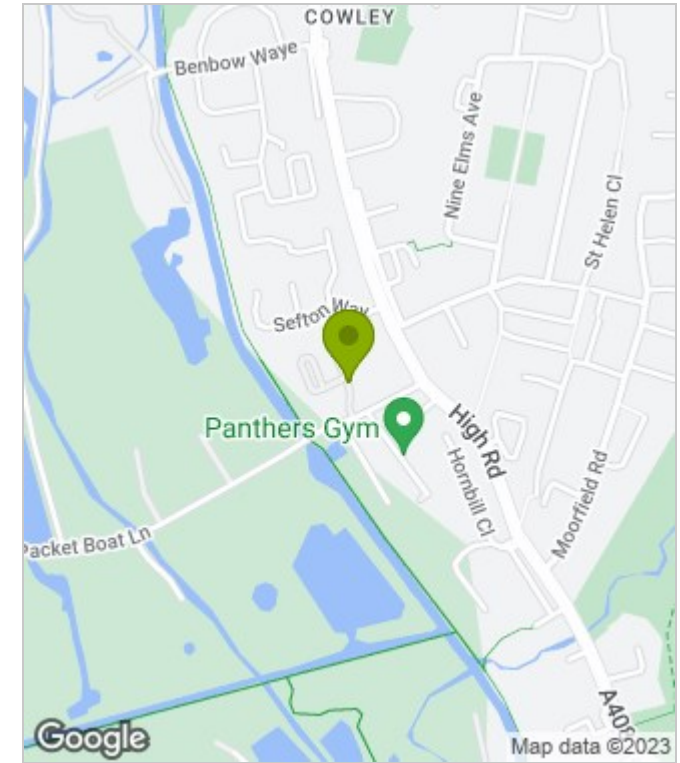 COWLEY
Benbow Waye
Nine Elms Ave
St Helen Cl
Sefton Way
Panthers Gym
High Rd
Hornbill Cl
Moorfield Rd
Packet Boat Ln
A408
Google
Map data ©2023